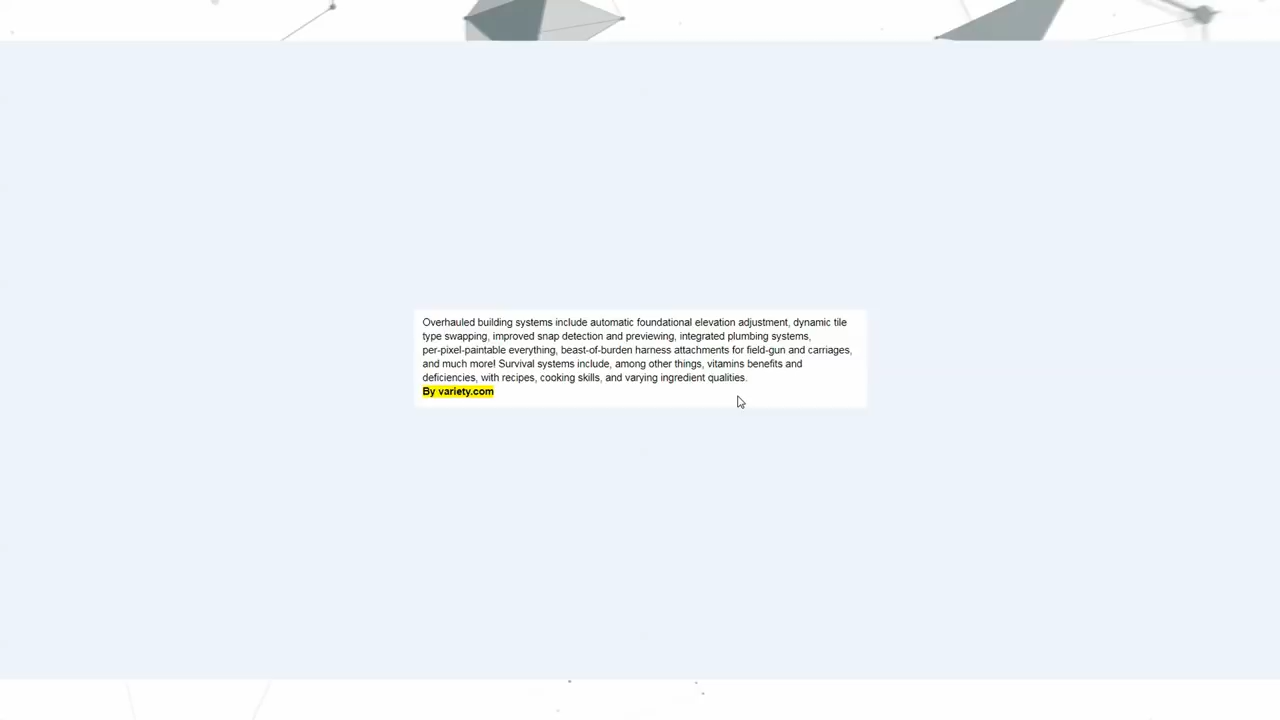 Overhauled building systems include automatic foundational elevation adjustment, dynamic tile
type swapping, improved snap detection and previewing, integrated plumbing systems,
per-pixel-paintable everything, beast-of-burden harness attachments for field-gun and carriages,
and much more! Survival systems include, among other things, vitamins benefits and
deficiencies, with recipes, cooking skills, and varying ingredient qualities.
By variety.com